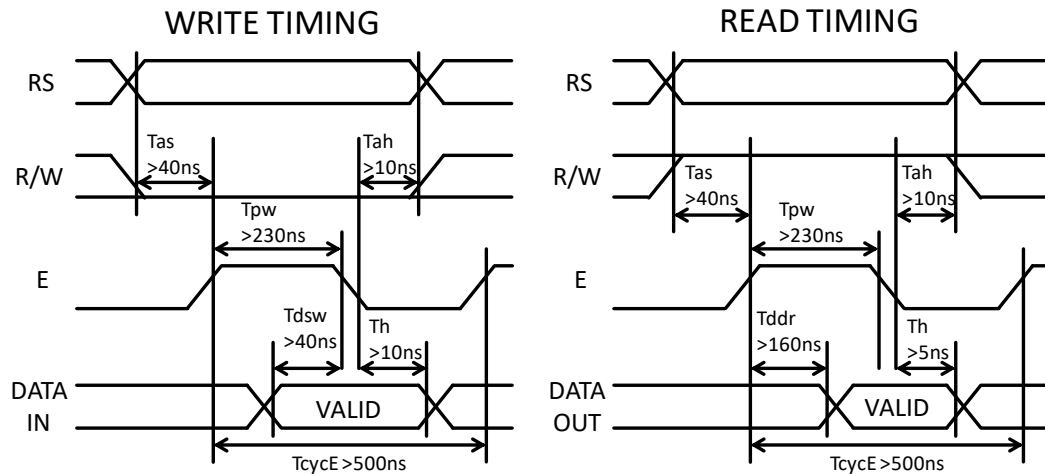 WRITE TIMING
RS
R/W
E
DATA
IN
Tas
>40ns
Tah
>10ns
Tpw
>230ns
Tdsw
>40ns
Th
>10ns
VALID
TcycE >500ns
READ TIMING
RS
R/W
E
DATA
OUT
Tas
>40ns
Tah
>10ns
Tpw
>230ns
Tddr
>160ns
Th
>5ns
VALID
TcycE >500ns